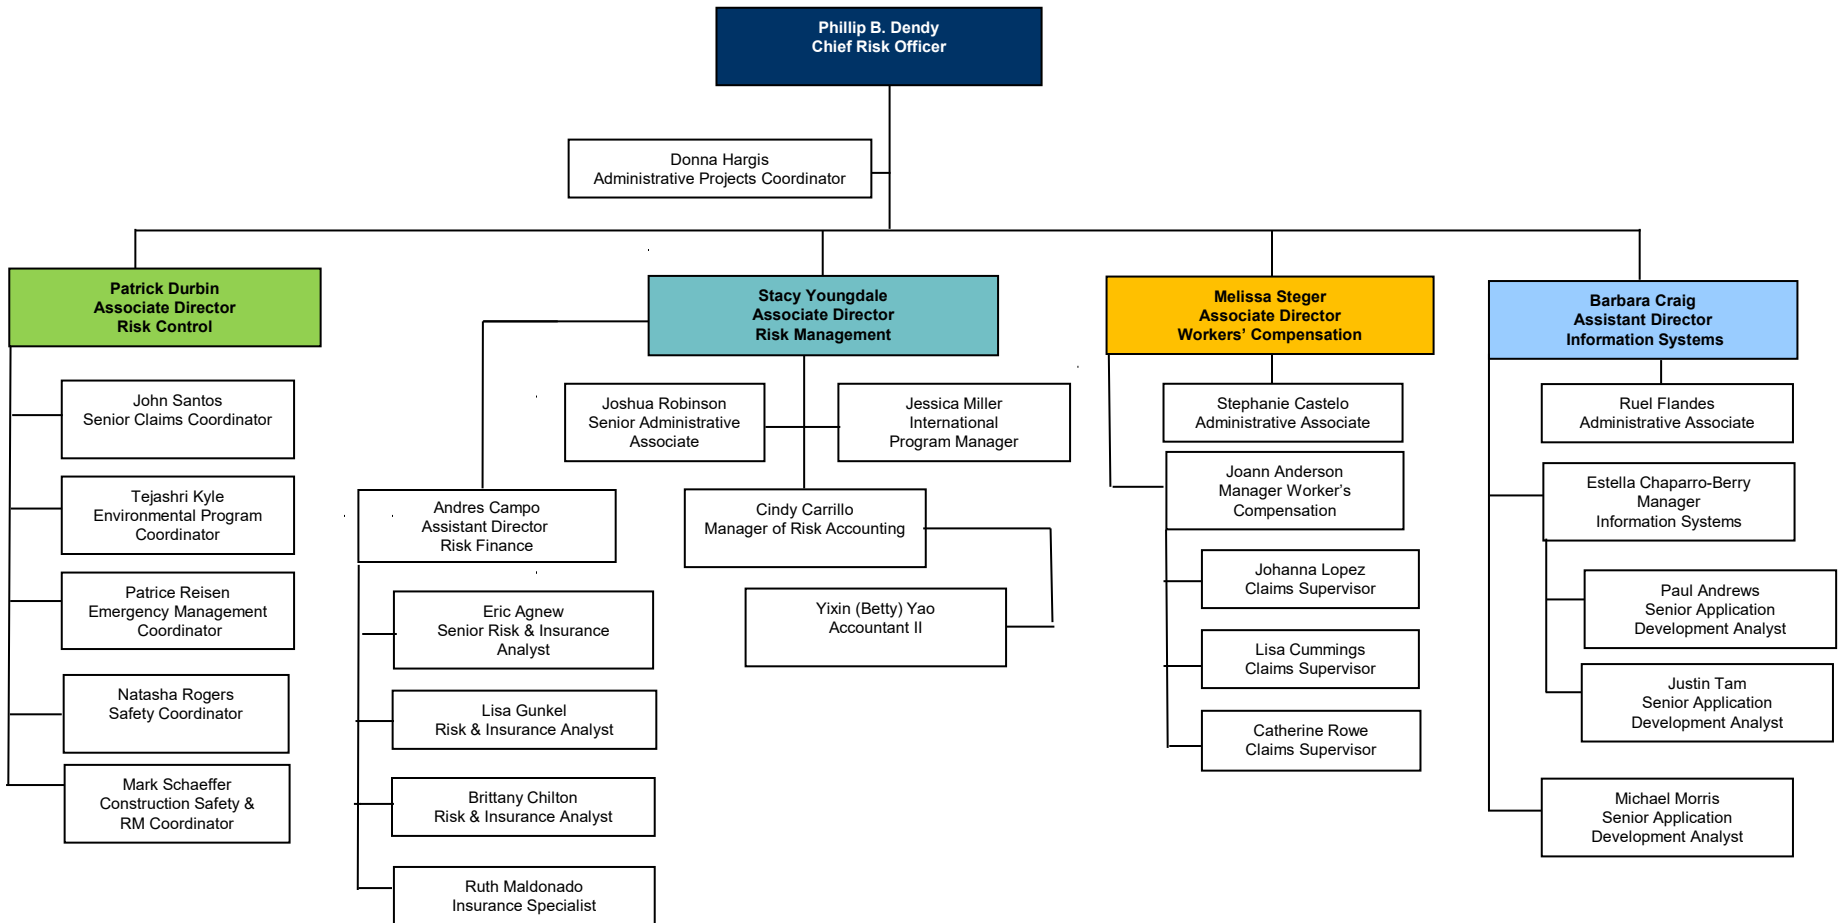 Phillip B. Dendy
Chief Risk Officer
Donna Hargis
Administrative Projects Coordinator
Patrick Durbin
Associate Director
Risk Control
John Santos
Senior Claims Coordinator
Tejashri Kyle
Environmental Program
Coordinator
Patrice Reisen
Emergency Management
Coordinator
Natasha Rogers
Safety Coordinator
Mark Schaeffer
Construction Safety &
RM Coordinator
Stacy Youngdale
Associate Director
Risk Management
Joshua Robinson
Senior Administrative
Associate
Jessica Miller
International
Program Manager
Andres Campo
Assistant Director
Risk Finance
Eric Agnew
Senior Risk & Insurance
Analyst
Lisa Gunkel
Risk & Insurance Analyst
Brittany Chilton
Risk & Insurance Analyst
Ruth Maldonado
Insurance Specialist
Cindy Carrillo
Manager of Risk Accounting
Yixin (Betty) Yao
Accountant II
Melissa Steger
Associate Director
Workers’ Compensation
Stephanie Castelo
Administrative Associate
Joann Anderson
Manager Worker’s
Compensation
Johanna Lopez
Claims Supervisor
Lisa Cummings
Claims Supervisor
Catherine Rowe
Claims Supervisor
Barbara Craig
Assistant Director
Information Systems
Ruel Flandes
Administrative Associate
Estella Chaparro-Berry
Manager
Information Systems
Paul Andrews
Senior Application
Development Analyst
Justin Tam
Senior Application
Development Analyst
Michael Morris
Senior Application
Development Analyst